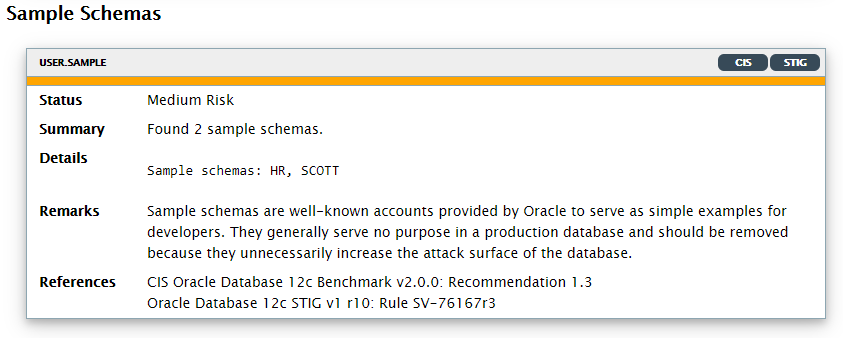 Sample Schemas
USER.SAMPLE CIS STIG
Status Medium Risk
Summary Found 2 sample schemas.
Details
Sample schemas: HR, SCOTT
Remarks Sample schemas are well-known accounts provided by Oracle to serve as simple examples for
developers. They generally serve no purpose in a production database and should be removed
because they unnecessarily increase the attack surface of the database.
References CIS Oracle Database 12c Benchmark v2.0.0: Recommendation 1.3
Oracle Database 12c STIG v1 r10: Rule SV-76167r3